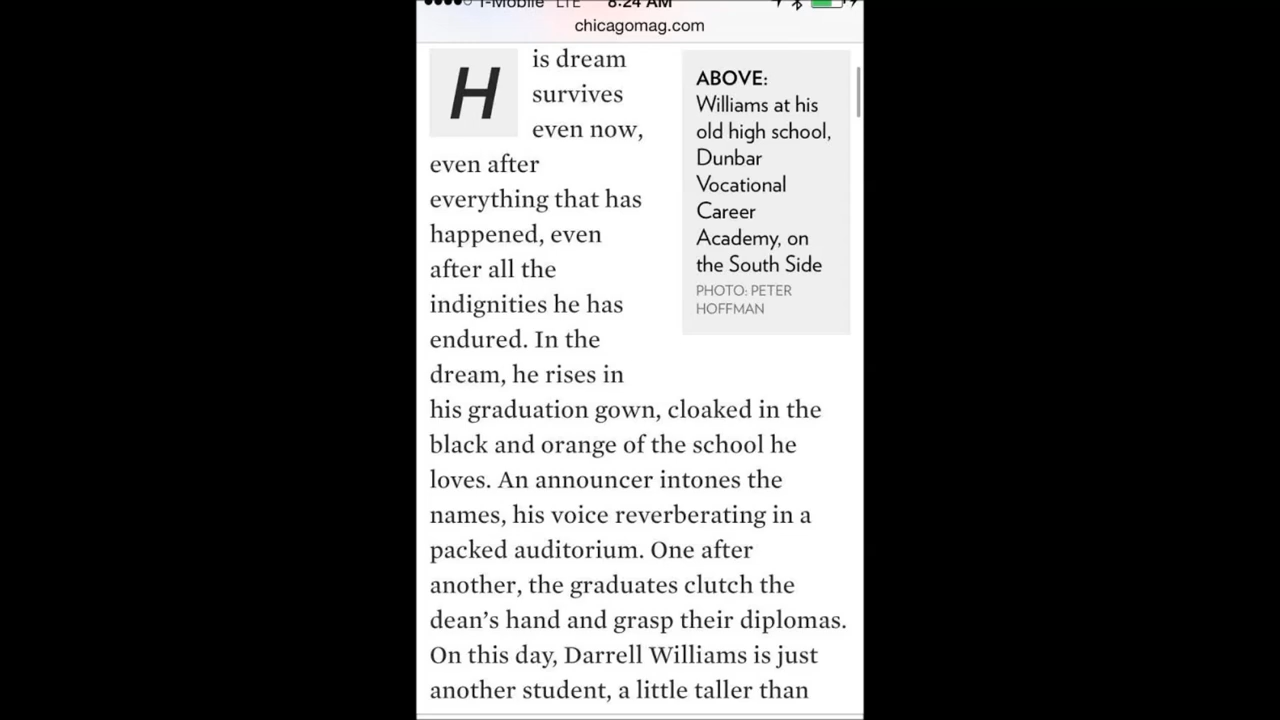 T-Mobile LTE 8:24 AM
chicagomag.com
H
is dream
survives
even now,
even after
everything that has
happened, even
after all the
indignities he has
endured. In the
dream, he rises in
his graduation gown, cloaked in the
black and orange of the school he
loves. An announcer intones the
names, his voice reverberating in a
packed auditorium. One after
another, the graduates clutch the
dean’s hand and grasp their diplomas.
On this day, Darrell Williams is just
another student, a little taller than
ABOVE:
Williams at his
old high school,
Dunbar
Vocational
Career
Academy, on
the South Side
PHOTO: PETER
HOFFMAN